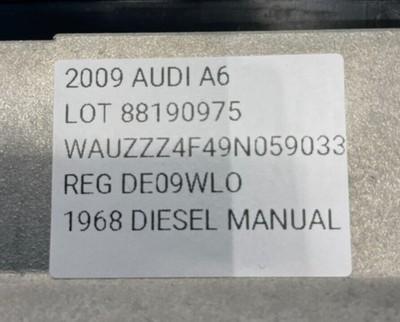 2009 AUDI A6
LOT 88190975
WAUZZZ4F49N059033
REG DE09WLO
1968 DIESEL MANUAL